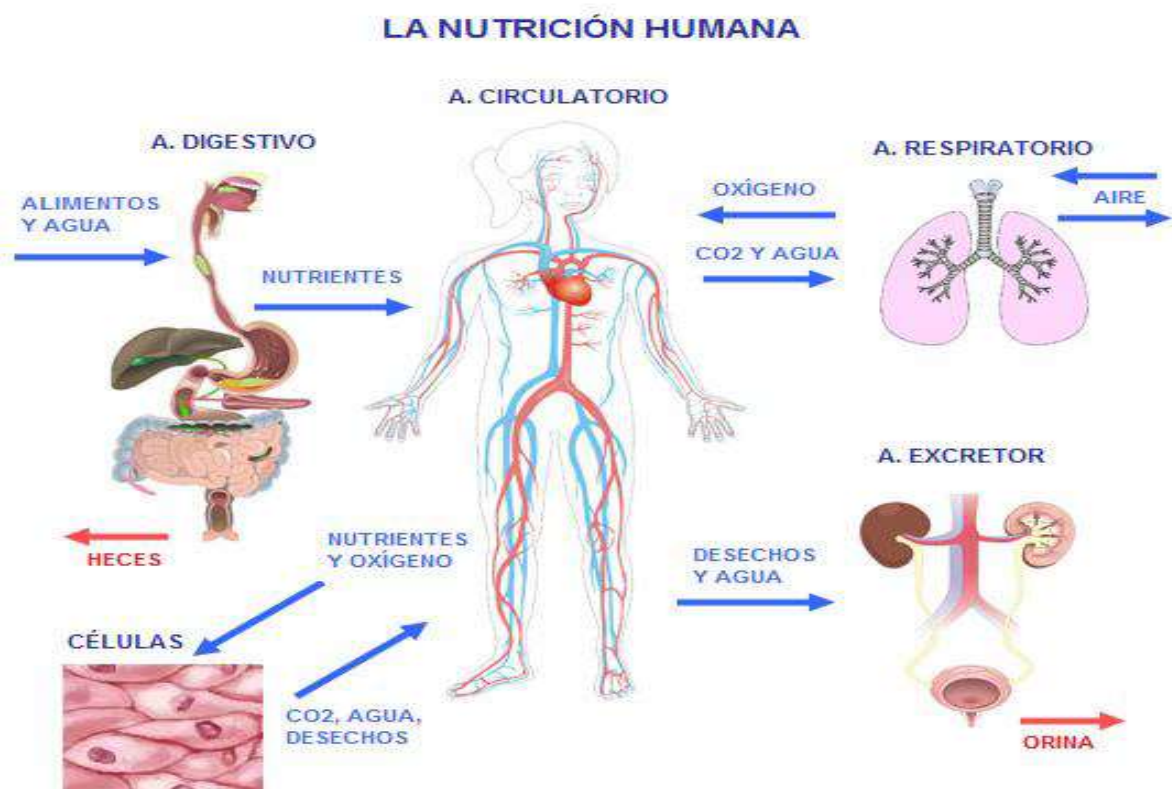 LA NUTRICIÓN HUMANA
A. CIRCULATORIO
A. DIGESTIVO
A. RESPIRATORIO
ALIMENTOS
Y AGUA
NUTRIENTES
OXÍGENO
CO2 Y AGUA
AIRE
A. EXCRETOR
HECES
NUTRIENTES
Y OXÍGENO
DESECHOS
Y AGUA
CÉLULAS
CO2, AGUA,
DESECHOS
ORINA